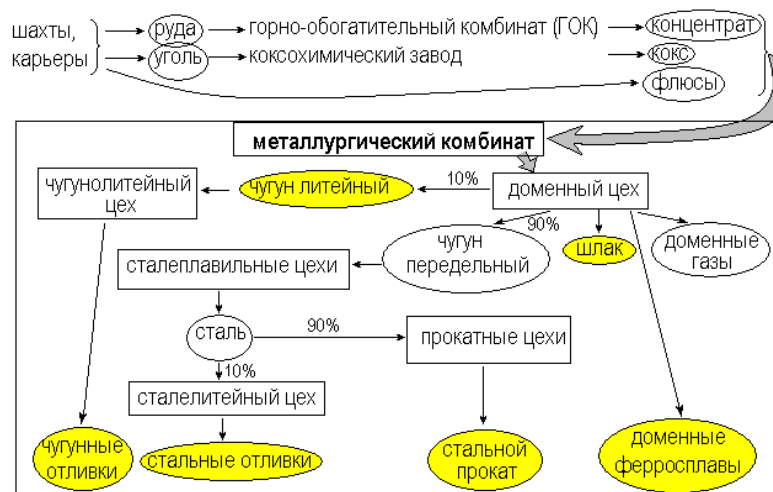 шахты,
карьеры
руда
горно-обогатительный комбинат (ГОК)
концентрат
уголь
коксохимический завод
кокс
флюсы
металлургический комбинат
чугунолитейный
цех
чугун литейный
10%
доменный цех
90%
чугун
передельный
шлак
доменные
газы
сталеплавильные цехи
сталь
90%
прокатные цехи
10%
сталелитейный цех
чугунные
отливки
стальные отливки
стальной
прокат
доменные
ферросплавы